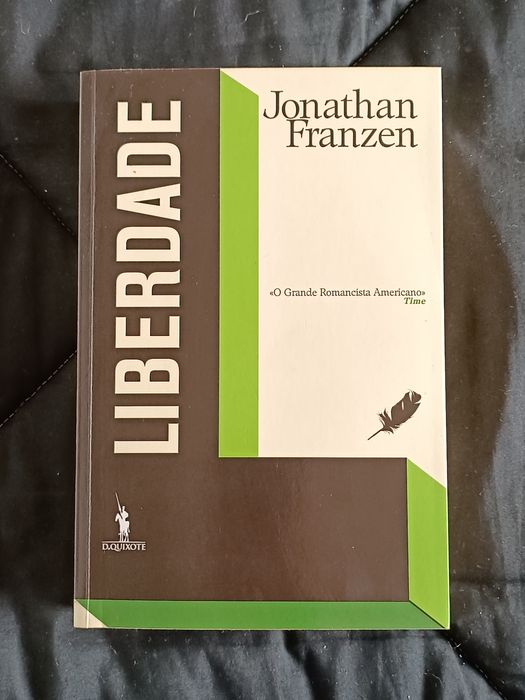 LIBERDADE
Jonathan
Franzen
«O Grande Romancista Americano»
Time
D.QUIXOTE